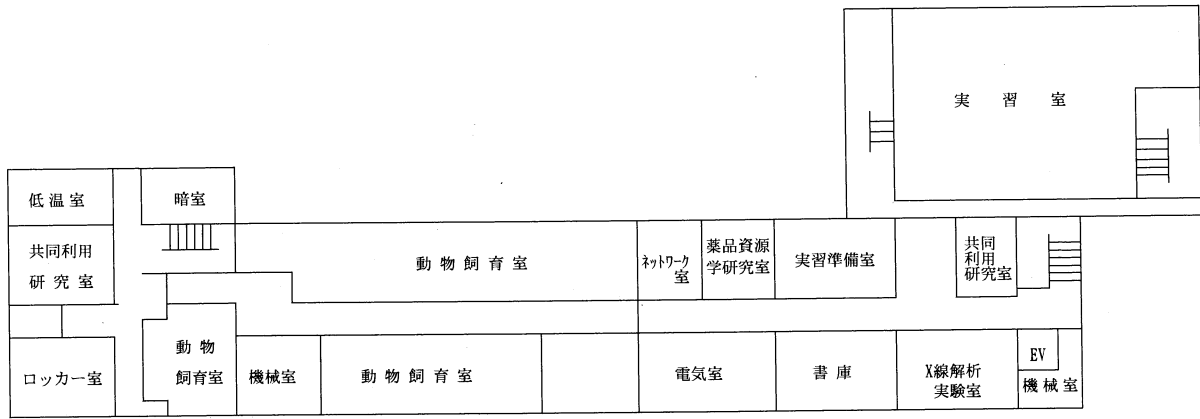 実習室
低温室
暗室
共同利用
研究室
動物飼育室
ネットワーク
室
薬品資源
学研究室
実習準備室
共同
利用
研究室
ロッカー室
動物
飼育室
機械室
動物飼育室
電気室
書庫
X線解析
実験室
EV
機械室